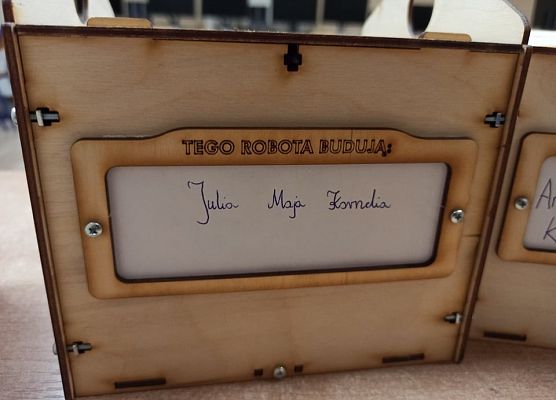 TEGO ROBOTA BUDUJĄ:
Julia Maja Kornelia